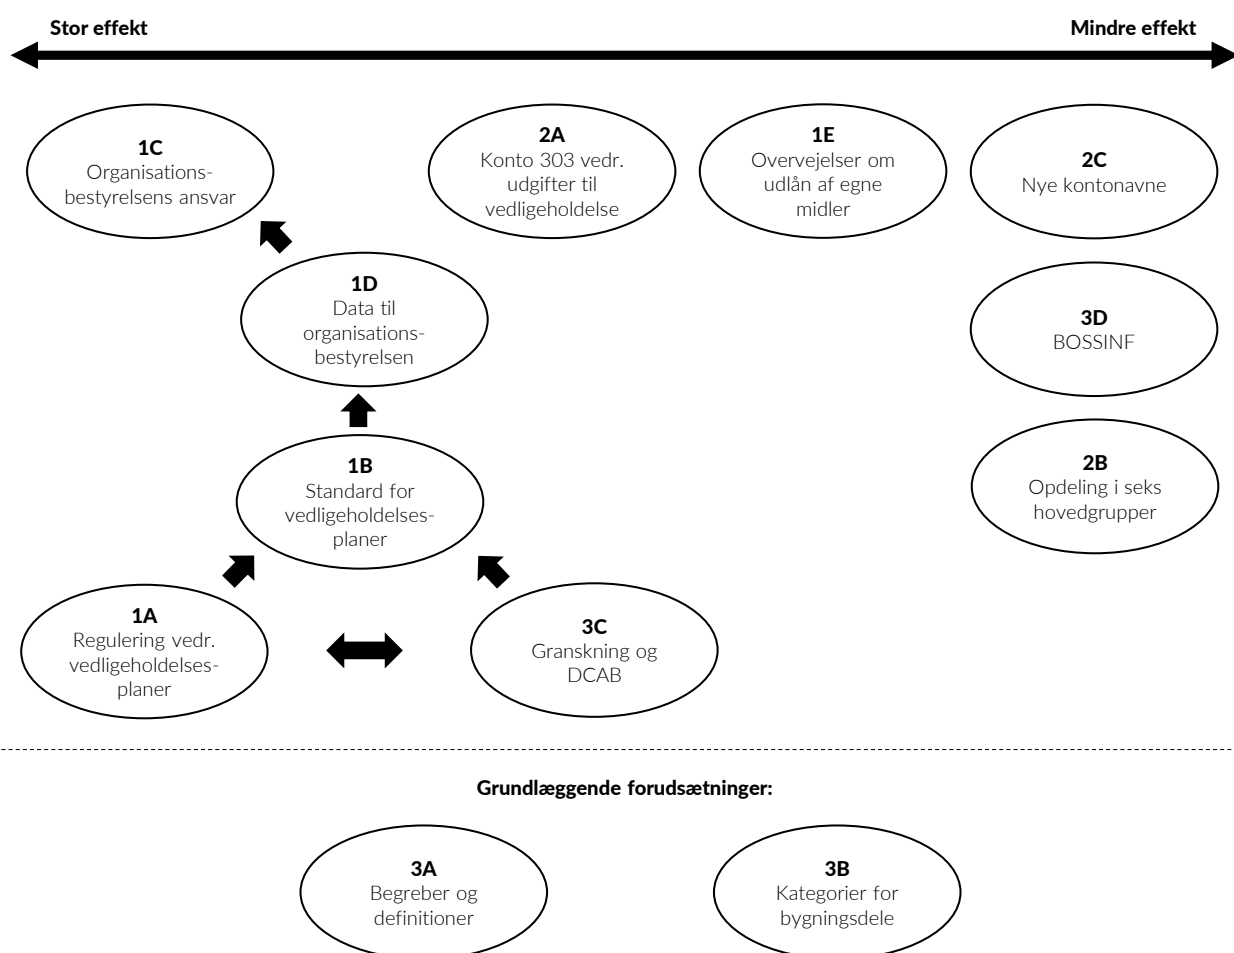 Stor effekt
Mindre effekt
1C
Organisations-
bestyrelsens ansvar
2A
Konto 303 vedr.
udgifter til
vedligeholdelse
1E
Overvejelser om
udlån af egne
midler
2C
Nye kontonavne
1D
Data til
organisations-
bestyrelsen
3D
BOSSINF
1B
Standard for
vedligeholdelses-
planer
2B
Opdeling i seks
hovedgrupper
1A
Regulering vedr.
vedligeholdelses-
planer
3C
Granskning og
DCAB
Grundlæggende forudsætninger:
3A
Begreber og
definitioner
3B
Kategorier for
bygningsdele